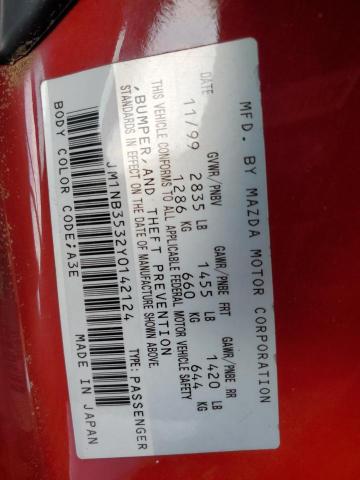 MFD. BY MAZDA MOTOR CORPORATION
DATE GVWR/PNBV GAWR/PNBE FRT GAWR/PNBE RR
11/99 2835 LB 1455 LB 1420 LB
1286 KG 660 KG 644 KG
THIS VEHICLE CONFORMS TO ALL APPLICABLE FEDERAL MOTOR VEHICLE SAFETY
,BUMPER, AND THEFT PREVENTION
STANDARDS IN EFFECT ON THE DATE OF MANUFACTURE SHOWN ABOVE.
JM1NB3532Y0142124 TYPE:PASSENGER
BODY COLOR CODE;A3E MADE IN JAPAN